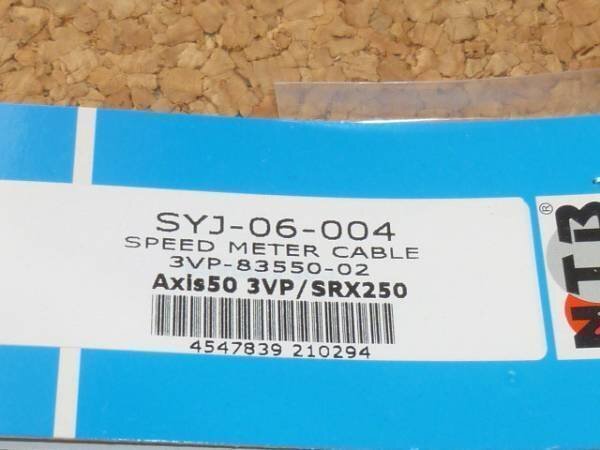 SYJ-06-004
SPEED METER CABLE
3VP-83550-02
Axis50 3VP/SRX250
4547839 210294
NTB
®